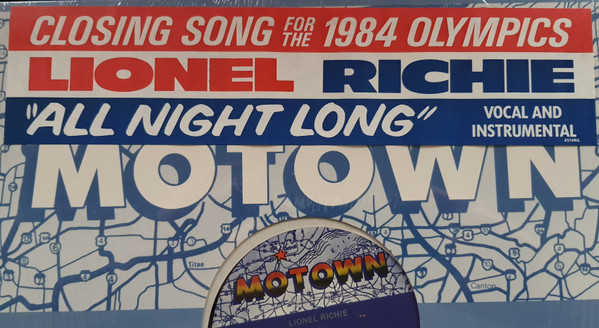 CLOSING SONG FOR THE 1984 OLYMPICS
LIONEL RICHIE
"ALL NIGHT LONG"
VOCAL AND
INSTRUMENTAL
MOTOWN
Titae
Canton
MOTOWN
LIONEL RICHIE